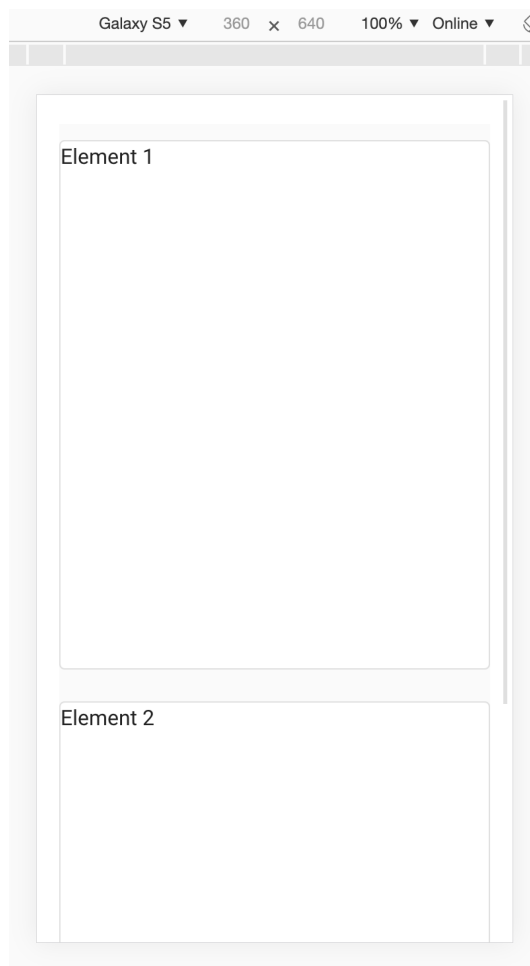 Galaxy S5 ▼ 360 × 640 100% ▼ Online ▼
Element 1
Element 2